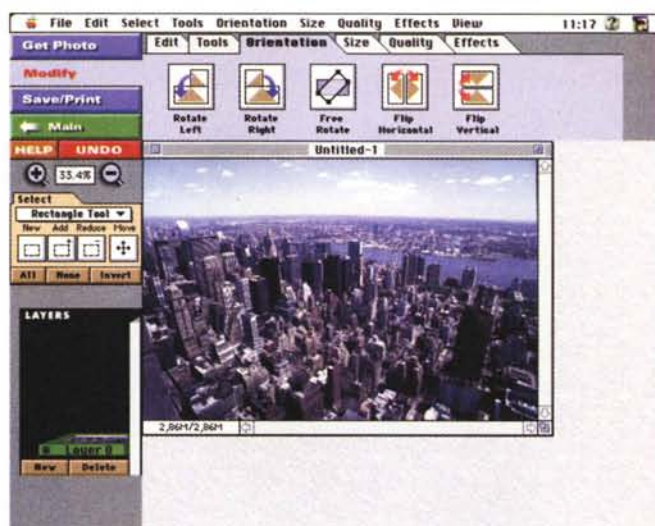 File Edit Select Tools Orientation Size Quality Effects View 11:17
Get Photo
Edit Tools Orientation Size Quality Effects
Modify
Save/Print
Main
Rotate Left
Rotate Right
Free Rotate
Flip Horizontal
Flip Vertical
HELP UNDO
Untitled-1
33.4%
Select
Rectangle Tool
New Add Reduce Move
All None Invert
LAYERS
Layer 0
New Delete
2,86M/2,86M